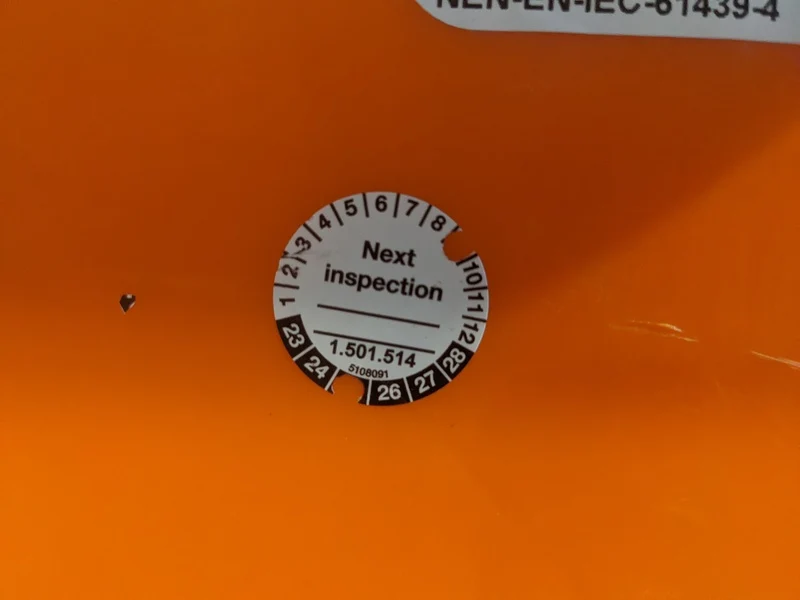 NEN-EN-IEC-61439-4
1 2 3 4 5 6 7 8 10 11 12
Next
inspection
1.501.514
5108091
23 24 26 27 28